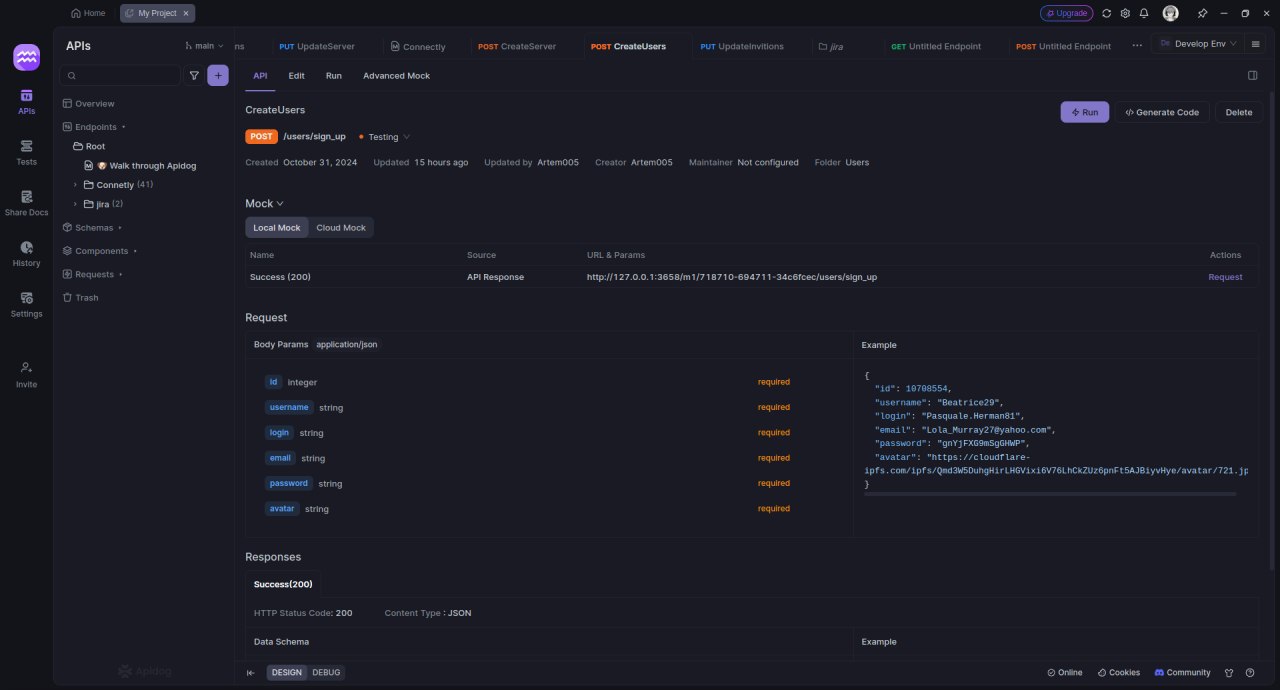 Home My Project
Upgrade
APIs main ns PUT UpdateServer Connectly POST CreateServer POST CreateUsers PUT UpdateInvitions jira GET Untitled Endpoint POST Untitled Endpoint ... De Develop Env
API Edit Run Advanced Mock
APIs
Tests
Share Docs
History
Settings
Invite
Overview
Endpoints
Root
Walk through Apidog
Connetly (41)
jira (2)
Schemas
Components
Requests
Trash
Apidog
CreateUsers
Run Generate Code Delete
POST /users/sign_up Testing
Created October 31, 2024 Updated 15 hours ago Updated by Artem005 Creator Artem005 Maintainer Not configured Folder Users
Mock
Local Mock Cloud Mock
Name Source URL & Params Actions
Success (200) API Response http://127.0.0.1:3658/m1/718710-694711-34c6fcec/users/sign_up Request
Request
Body Params application/json
id integer required
username string required
login string required
email string required
password string required
avatar string required
Example
{
"id": 10708554,
"username": "Beatrice29",
"login": "Pasquale.Herman81",
"email": "Lola_Murray27@yahoo.com",
"password": "gnYjFXG9mSgGHWP",
"avatar": "https://cloudflare-
ipfs.com/ipfs/Qmd3W5DuhgHirLHGVixi6V76LhCkZUz6pnFt5AJBiyvHye/avatar/721.jp
}
Responses
Success(200)
HTTP Status Code: 200 Content Type : JSON
Data Schema Example
DESIGN DEBUG Online Cookies Community